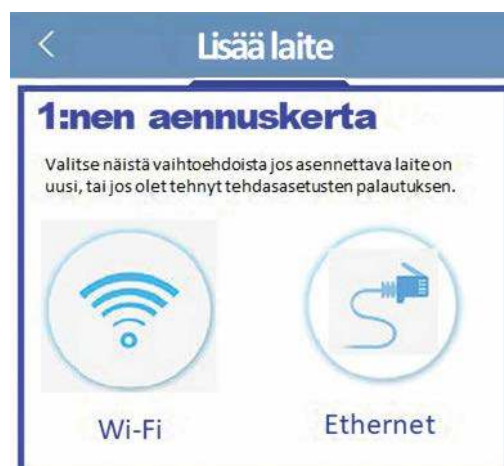 Lisää laite
1:nen aennuskerta
Valitse näistä vaihtoehdoista jos asennettava laite on
uusi, tai jos olet tehnyt tehdasasetusten palautuksen.
Wi-Fi
Ethernet